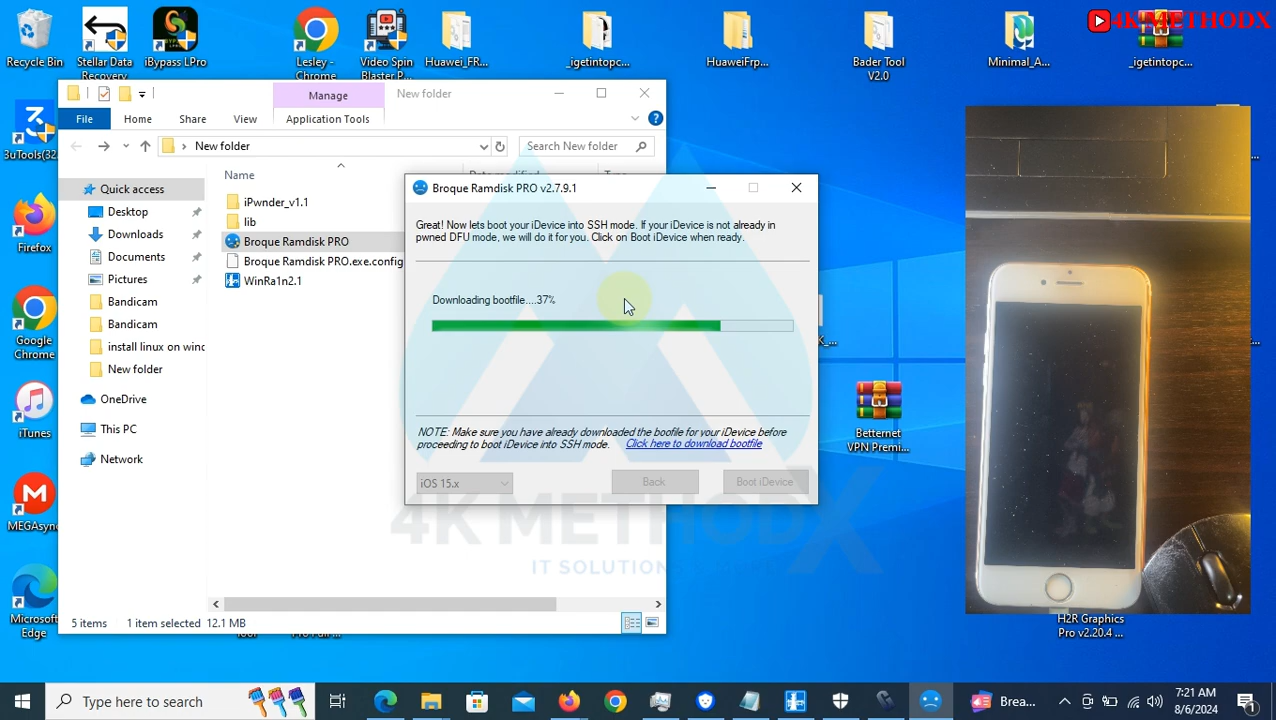 4K METHODX
Recycle Bin
Stellar Data
Recovery
iBypass LPro
Lesley -
Chrome
Video Spin
Blaster P...
Huawei_FR...
_igetintopc...
HuaweiFrp...
Bader Tool
V2.0
Minimal_A...
_igetintopc...
Manage
New folder
File
Home
Share
View
Application Tools
New folder
Search New folder
3uTools(32
Name
Date modified
Type
Quick access
Desktop
Downloads
Documents
Pictures
Bandicam
Bandicam
install linux on winc
New folder
OneDrive
This PC
Network
iPwnder_v1.1
lib
Broque Ramdisk PRO
Broque Ramdisk PRO.exe.config
WinRa1n2.1
Broque Ramdisk PRO v2.7.9.1
Great! Now lets boot your iDevice into SSH mode. If your iDevice is not already in
pwned DFU mode, we will do it for you. Click on Boot iDevice when ready.
Downloading bootfile....37%
NOTE: Make sure you have already downloaded the boofile for your iDevice before
proceeding to boot iDevice into SSH mode.
Click here to download bootfile
iOS 15.x
Back
Boot iDevice
Firefox
Google
Chrome
iTunes
MEGAsync
Microsoft
Edge
Betternet
VPN Premi...
4K METHODX
IT SOLUTIONS & MORE
5 items
1 item selected
12.1 MB
H2R Graphics
Pro v2.20.4 ...
Type here to search
Brea...
7:21 AM
8/6/2024
1